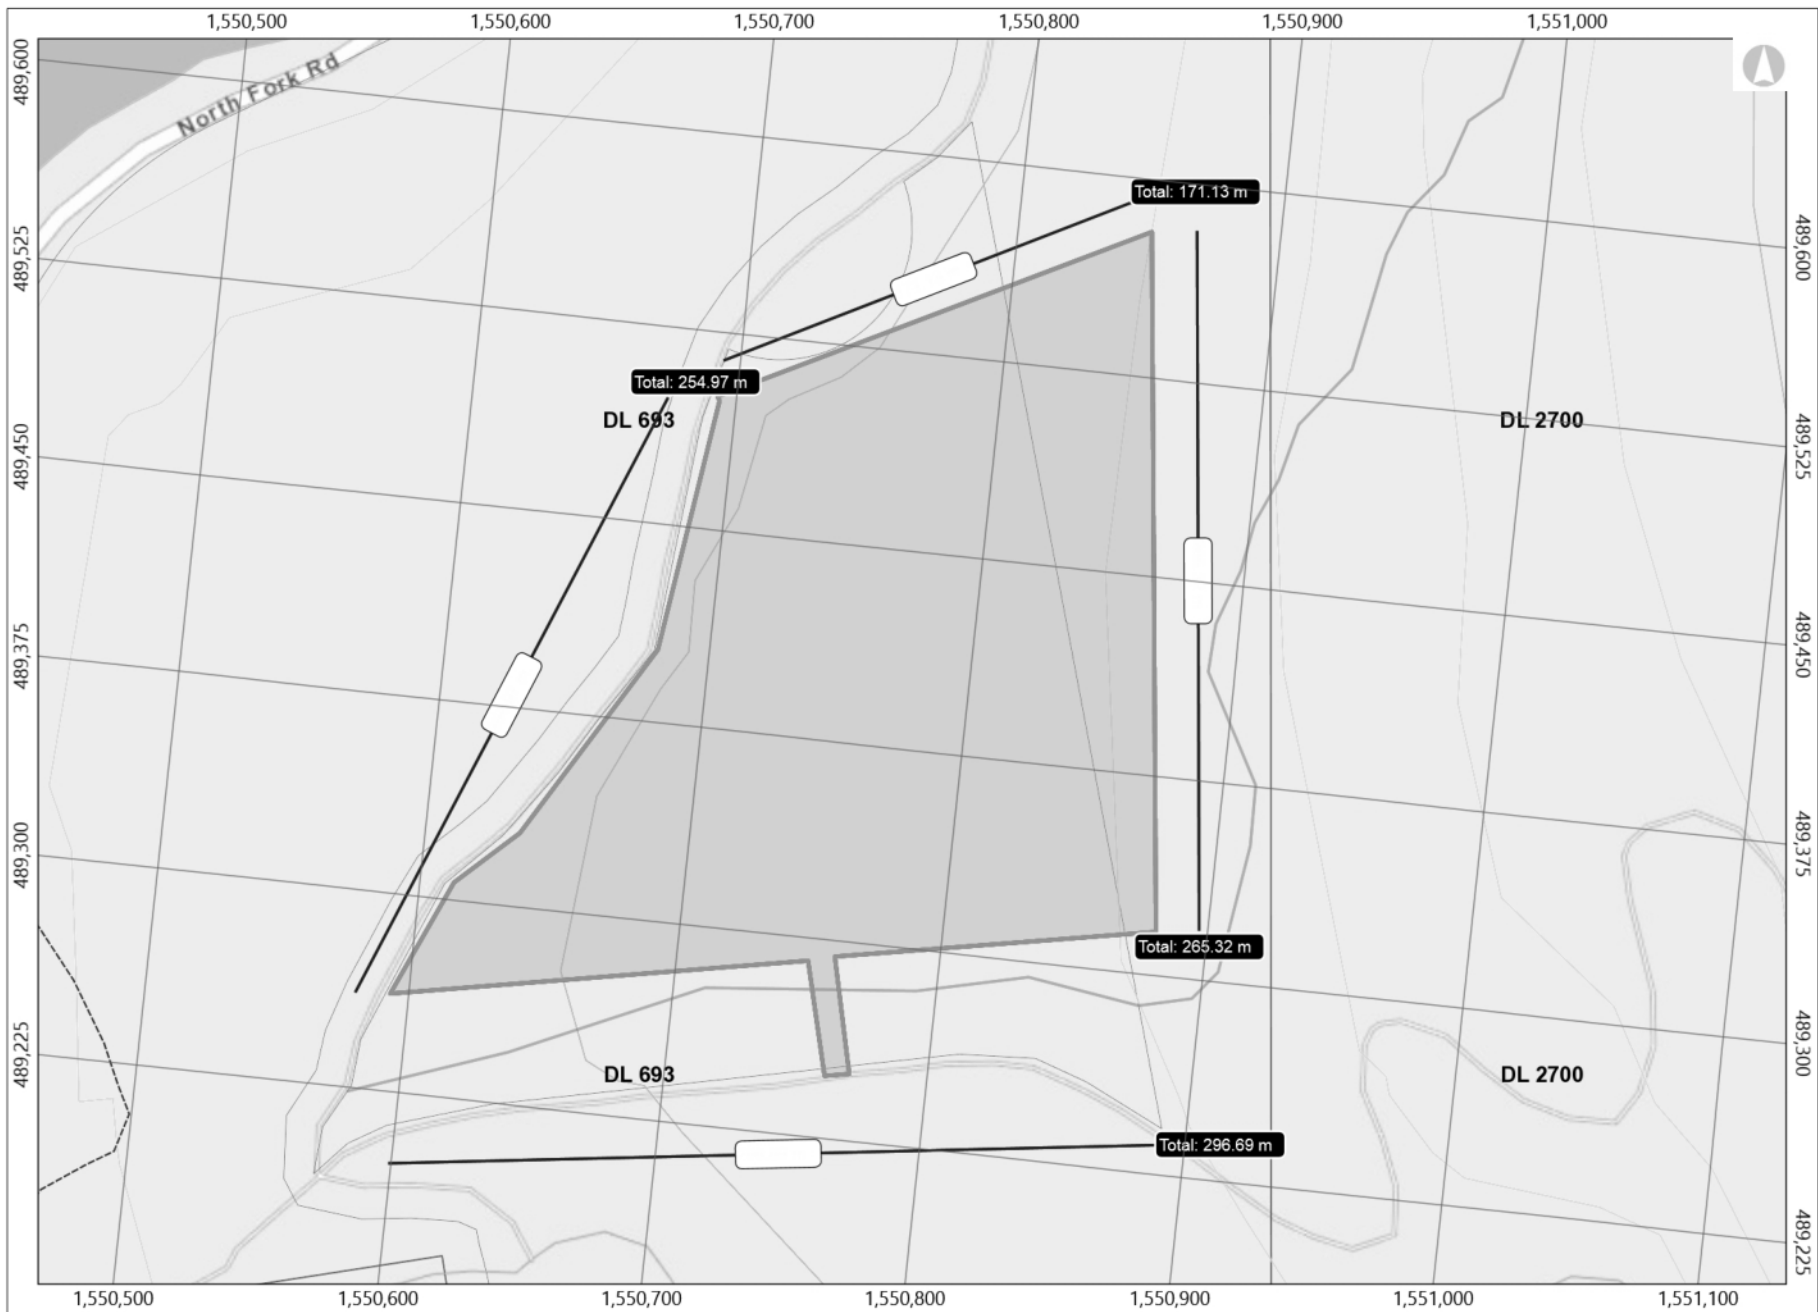 1,550,500
1,550,600
1,550,700
1,550,800
1,550,900
1,551,000
489,600
489,525
489,450
489,375
489,300
489,225
North Fork Rd
Total: 171.13 m
Total: 254.97 m
DL 693
DL 2700
Total: 265.32 m
DL 693
DL 2700
Total: 296.69 m
489,600
489,525
489,450
489,375
489,300
489,225
1,550,500
1,550,600
1,550,700
1,550,800
1,550,900
1,551,000
1,551,100